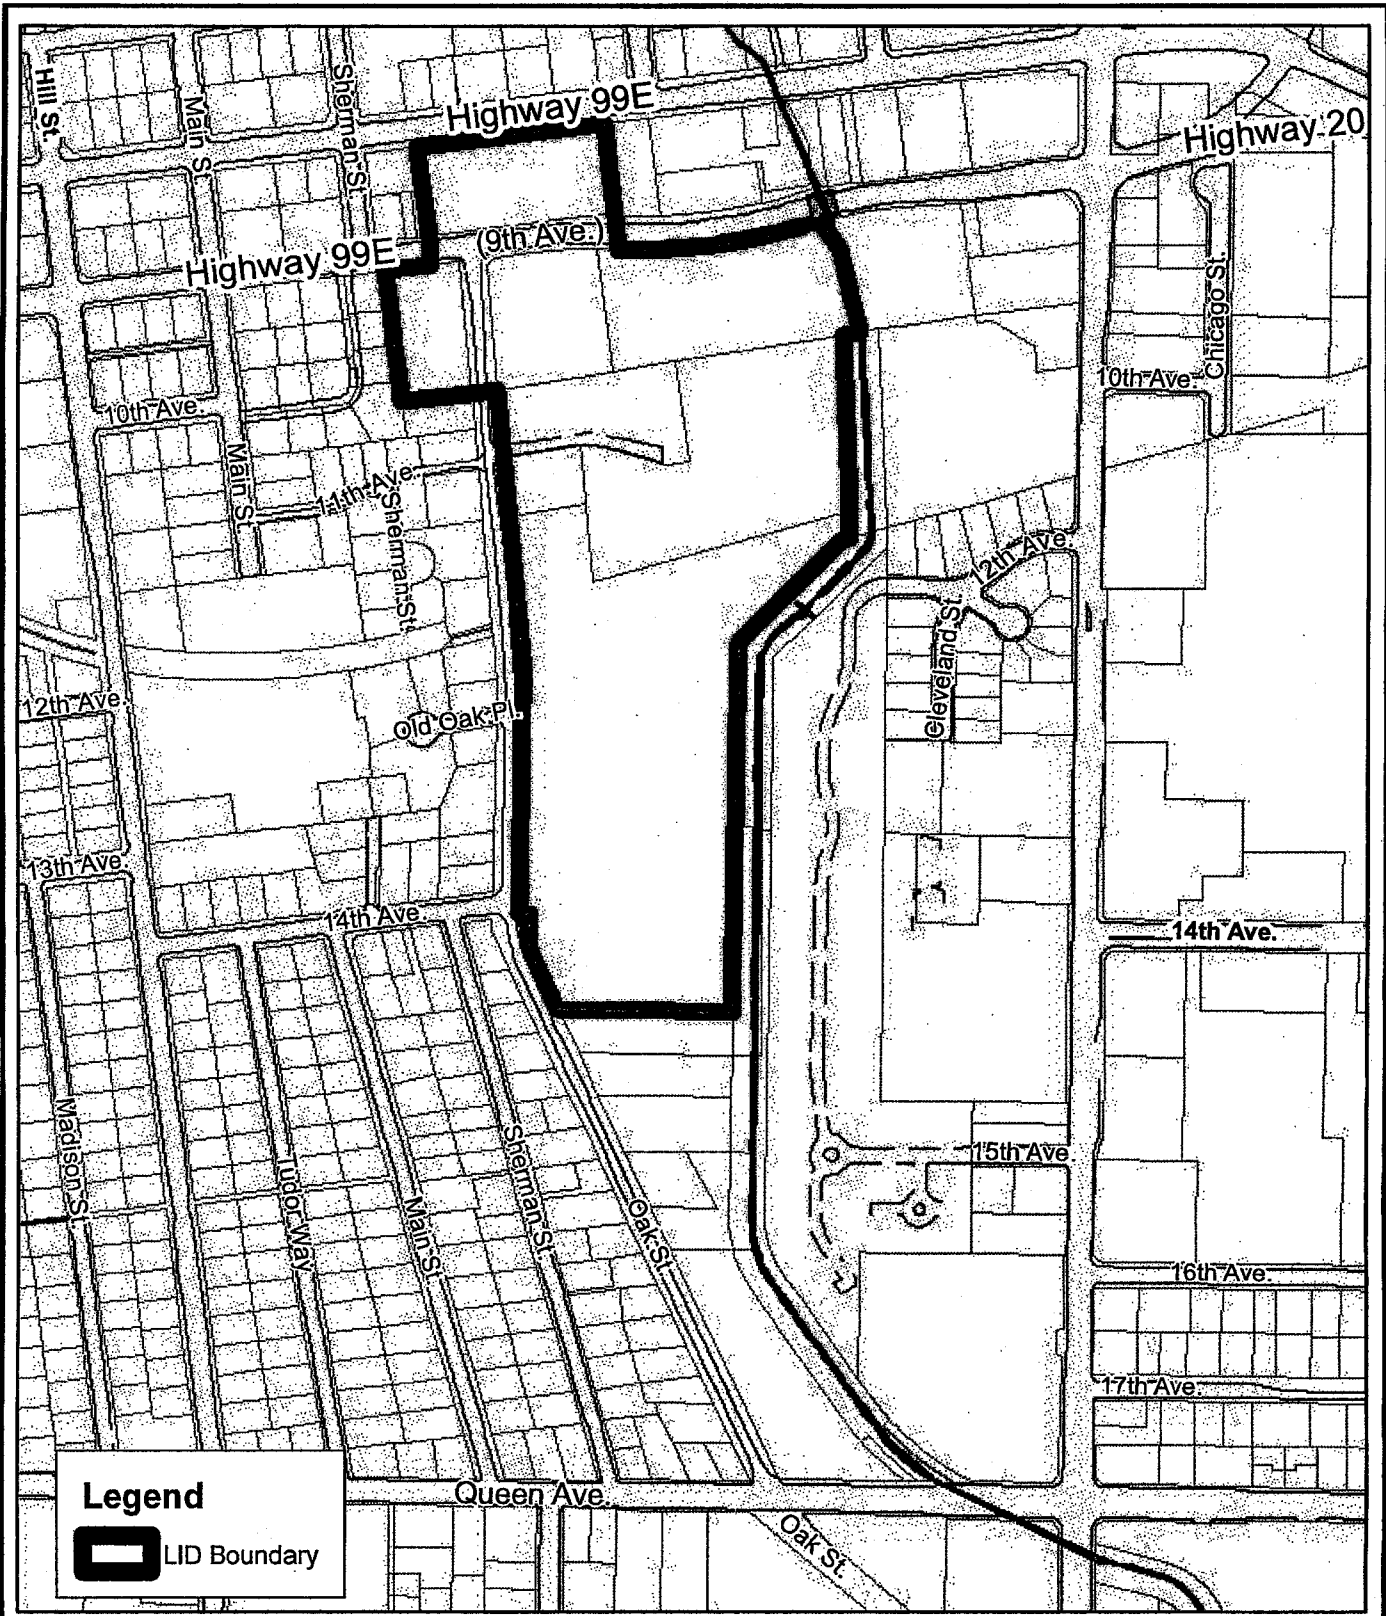 Hill St.
Main S
Sherman St
Highway 99E
Highway 20
Highway 99E
(9th Ave.)
Chicago St.
10th Ave.
10th Ave.
Main St.
11th Ave.
Sherman St.
12th Ave.
Cleveland St.
12th Ave.
Old Oak Pl.
13th Ave.
14th Ave.
14th Ave.
Madison St.
Tudor Way
Main St
Sherman St
Oak St
15th Ave
16th Ave.
17th Ave.
Queen Ave.
Oak St.
Legend
LID Boundary